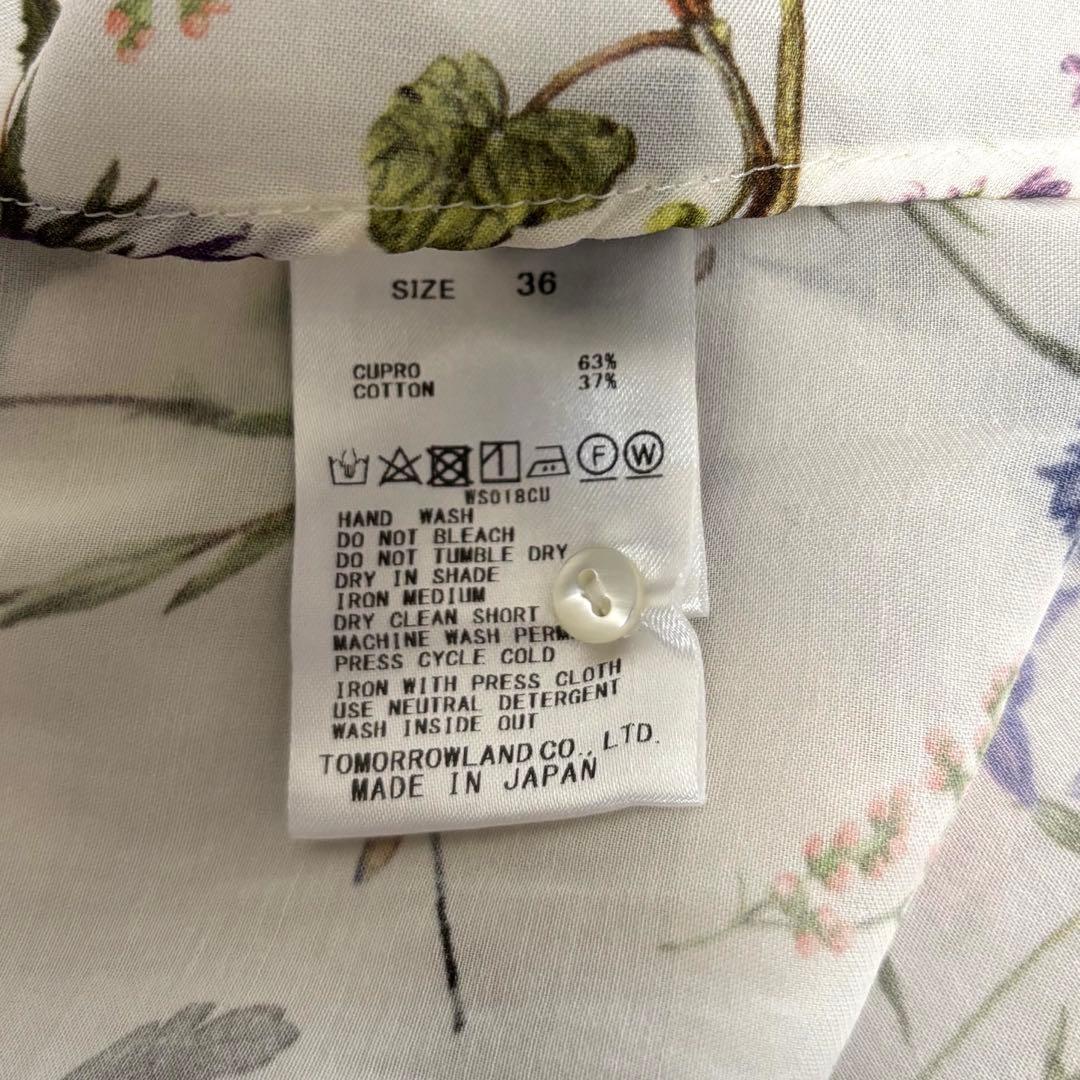 SIZE 36
CUPRO 63%
COTTON 37%
F W
WS018CU
HAND WASH
DO NOT BLEACH
DO NOT TUMBLE DRY
DRY IN SHADE
IRON MEDIUM
DRY CLEAN SHORT
MACHINE WASH PERM
PRESS CYCLE COLD
IRON WITH PRESS CLOTH
USE NEUTRAL DETERGENT
WASH INSIDE OUT
TOMORROWLAND CO., LTD.
MADE IN JAPAN